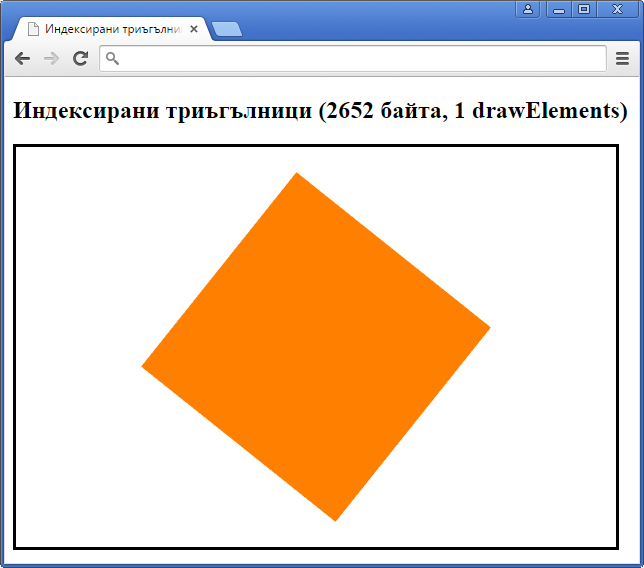 Индексирани триъгълни
Индексирани триъгълници (2652 байта, 1 drawElements)